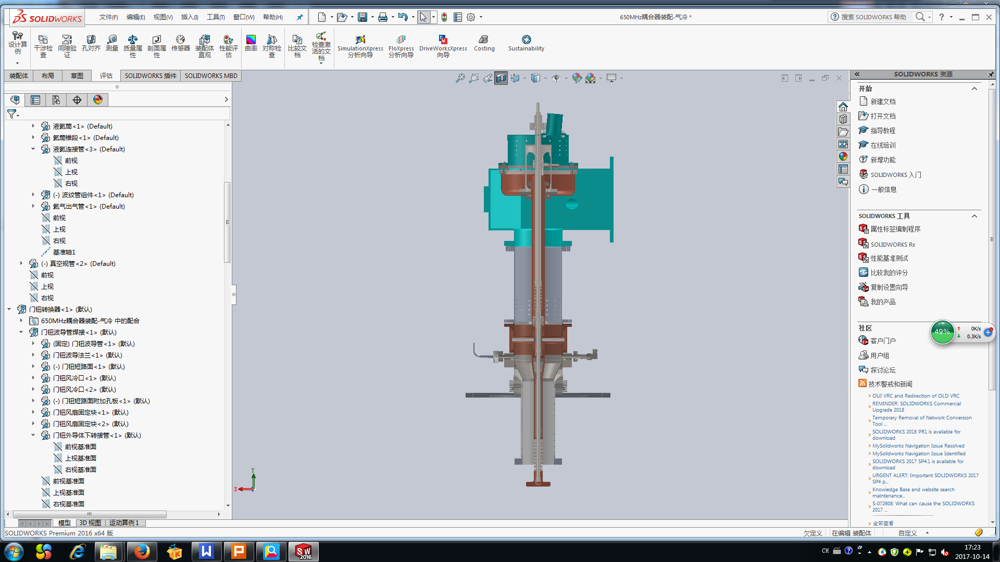 SOLIDWORKS
文件(F) 编辑(E) 视图(V) 插入(I) 工具(T) 窗口(W) 帮助(H)
650MHz耦合器装配-气冷 *
搜索 SOLIDWORKS 帮助
设计算例
干涉检查
间隙验证
孔对齐
测量
质量属性
剖面属性
传感器
装配体直观
性能评估
曲率
对称检查
比较文档
检查激活的文档
SimulationXpress 分析向导
FloXpress 分析向导
DriveWorksXpress 向导
Costing
Sustainability
装配体 布局 草图 评估 SOLIDWORKS 插件 SOLIDWORKS MBD
液氦筒<1> (Default)
氦筒锥段<1> (Default)
液氦连接管<3> (Default)
前视
上视
右视
(-) 波纹管组件<1> (Default)
氦气出气管<1> (Default)
前视
上视
右视
基准轴1
(-) 真空规管<2> (Default)
前视
上视
右视
门钮转换器<1> (默认)
650MHz耦合器装配-气冷 中的配合
门钮波导管焊接<1> (默认)
(固定) 门钮波导管<1> (默认)
门钮波导法兰<1> (默认)
(-) 门钮短路面<1> (默认)
门钮风冷口<1> (默认)
门钮风冷口<2> (默认)
(-) 门钮短路面附加孔板<1> (默认)
门钮风扇固定块<1> (默认)
门钮风扇固定块<2> (默认)
门钮外导体下转接管<1> (默认)
前视基准面
上视基准面
右视基准面
前视基准面
上视基准面
右视基准面
模型 3D 视图 运动算例 1
SOLIDWORKS Premium 2016 x64 版
Y
X
Z
SOLIDWORKS 资源
开始
新建文档
打开文档
指导教程
在线培训
新增功能
SOLIDWORKS 入门
一般信息
SOLIDWORKS 工具
属性标签编制程序
SOLIDWORKS Rx
性能基准测试
比较我的评分
复制设置向导
我的产品
社区
客户门户
用户组
探讨论坛
技术警戒和新闻
OUI VRC and Redirection of OLD VRC
REMINDER: SOLIDWORKS Commercial
Upgrade 2018
Temporary Removal of Network Conversion
Tool ...
SOLIDWORKS 2018 PR1 is available for
download
MySolidworks Navigation Issue Resolved
MySolidworks Navigation Issue Identified
SOLIDWORKS 2017 SP4.1 is available for
download
URGENT ALERT: Important SOLIDWORKS 2017
SP4 p...
Knowledge Base and website search
maintenance...
S-072608: What can cause the SOLIDWORKS
2017 ...
全部查看
49%
0K/s
0.3K/s
欠定义 在编辑 装配体 自定义
CH
17:23
2017-10-14